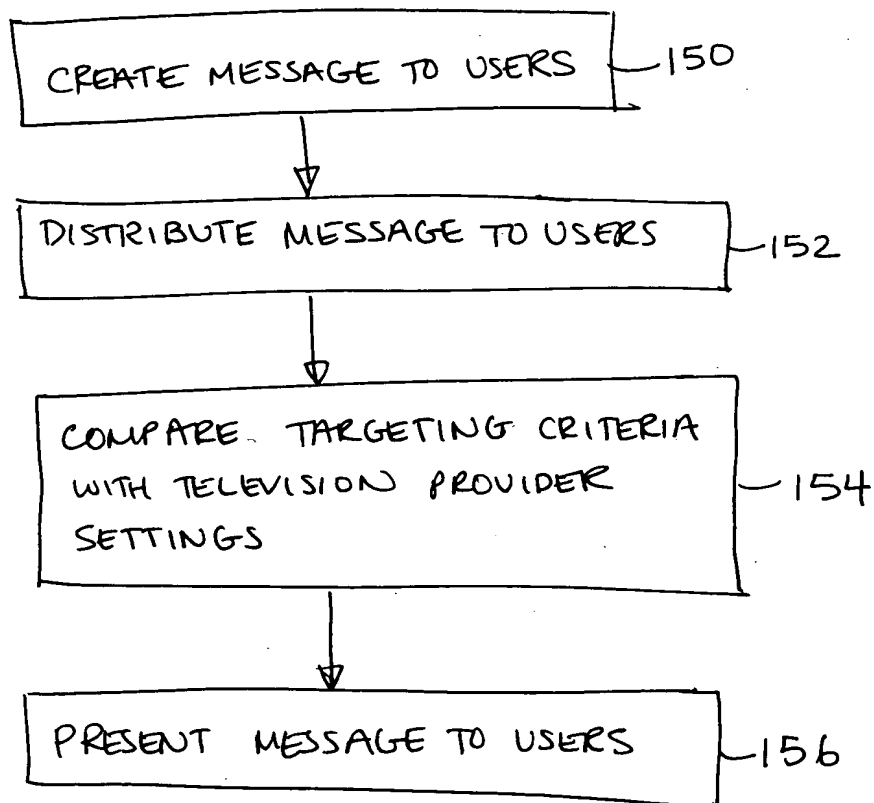 CREATE MESSAGE TO USERS 150
DISTRIBUTE MESSAGE TO USERS 152
COMPARE TARGETING CRITERIA
WITH TELEVISION PROVIDER 154
SETTINGS
PRESENT MESSAGE TO USERS 156